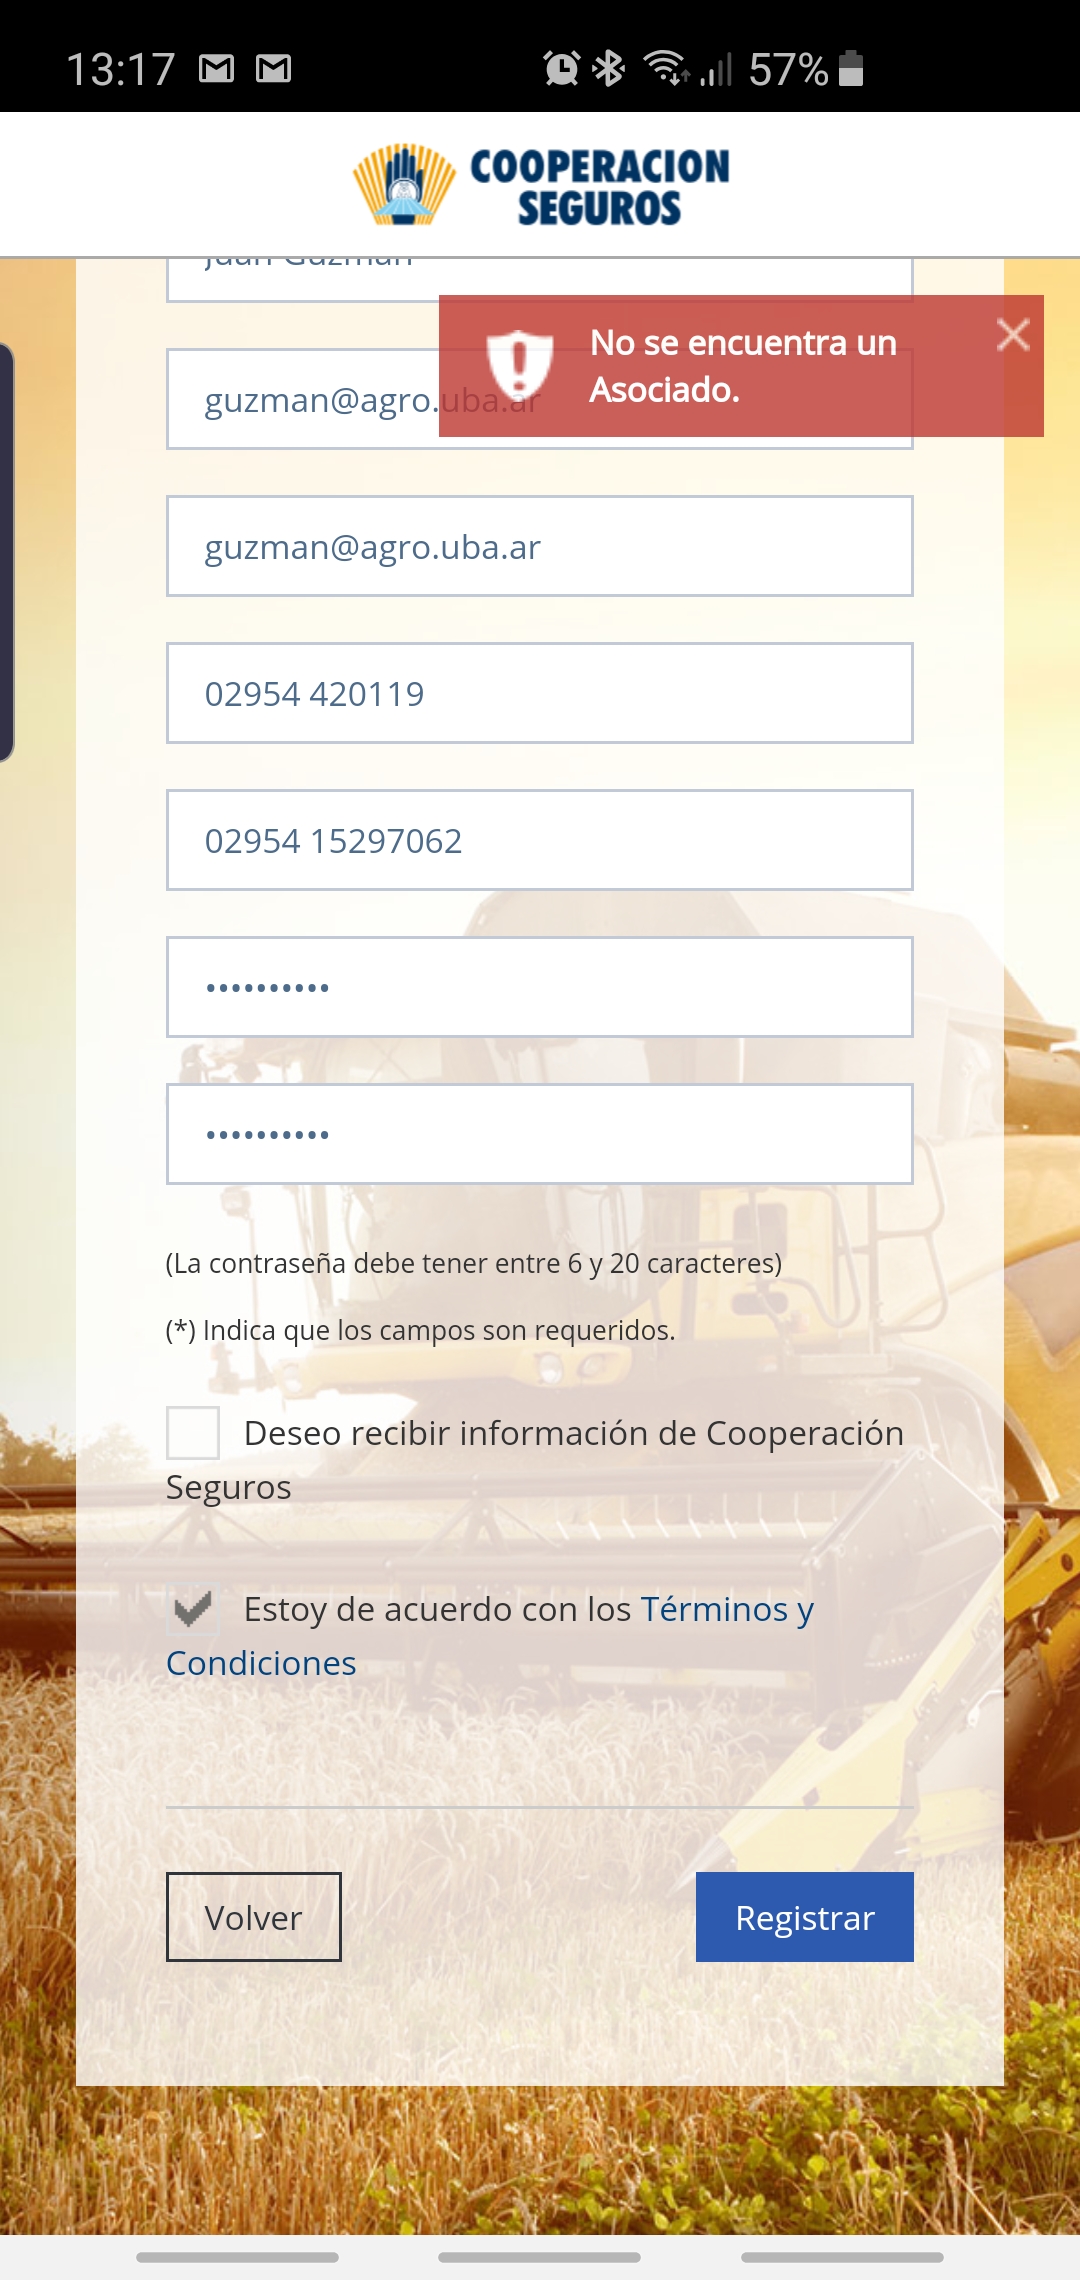 13:17
57%
COOPERACION
SEGUROS
Juan Guzman
No se encuentra un
Asociado.
guzman@agro.uba.ar
guzman@agro.uba.ar
02954 420119
02954 15297062
••••••••••
••••••••••
(La contraseña debe tener entre 6 y 20 caracteres)
(*) Indica que los campos son requeridos.
Deseo recibir información de Cooperación
Seguros
Estoy de acuerdo con los Términos y
Condiciones
Volver
Registrar